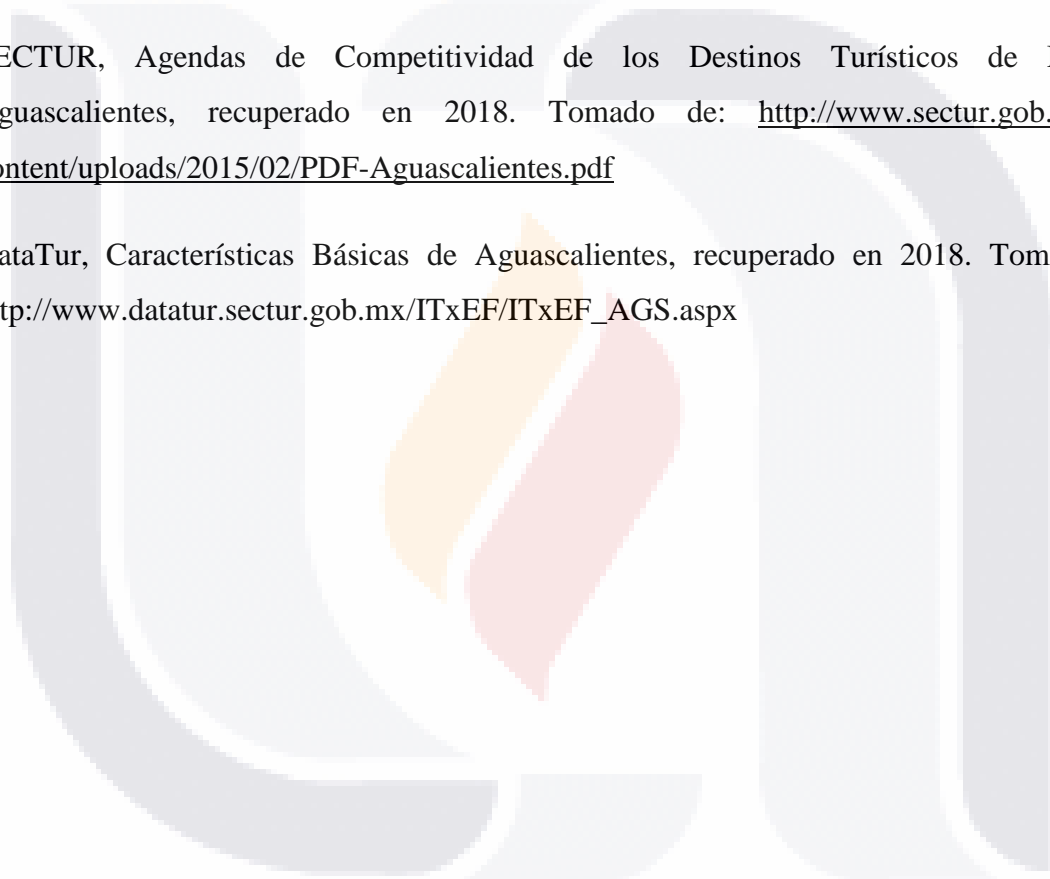 ECTUR, Agendas de Competitividad de los Destinos Turísticos de
guascalientes, recuperado en 2018. Tomado de: http://www.sectur.gob.
ontent/uploads/2015/02/PDF-Aguascalientes.pdf
ataTur, Características Básicas de Aguascalientes, recuperado en 2018. Tom
tp://www.datatur.sectur.gob.mx/ITxEF/ITxEF_AGS.aspx